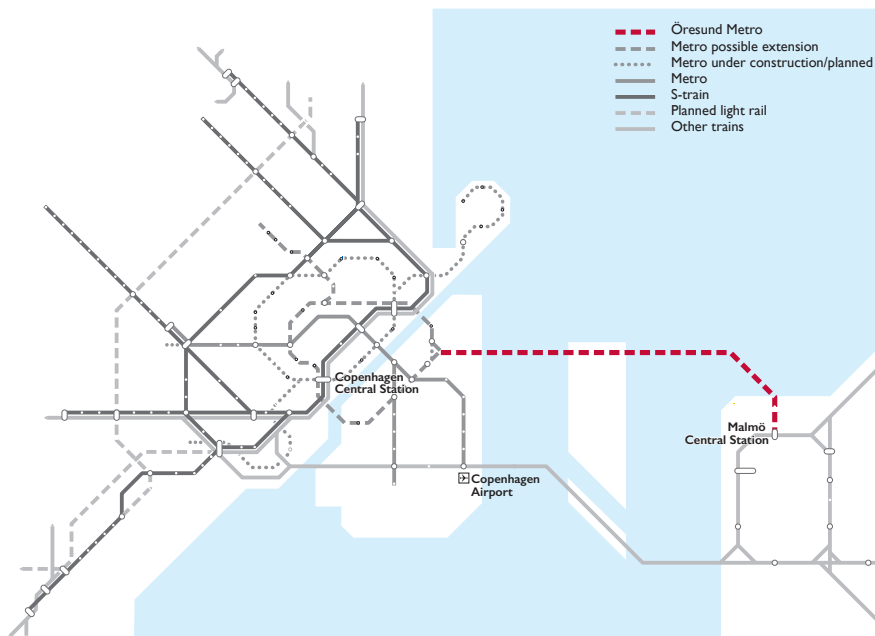 Öresund Metro
Metro possible extension
Metro under construction/planned
Metro
S-train
Planned light rail
Other trains
Copenhagen
Central Station
Malmö
Central Station
Copenhagen
Airport